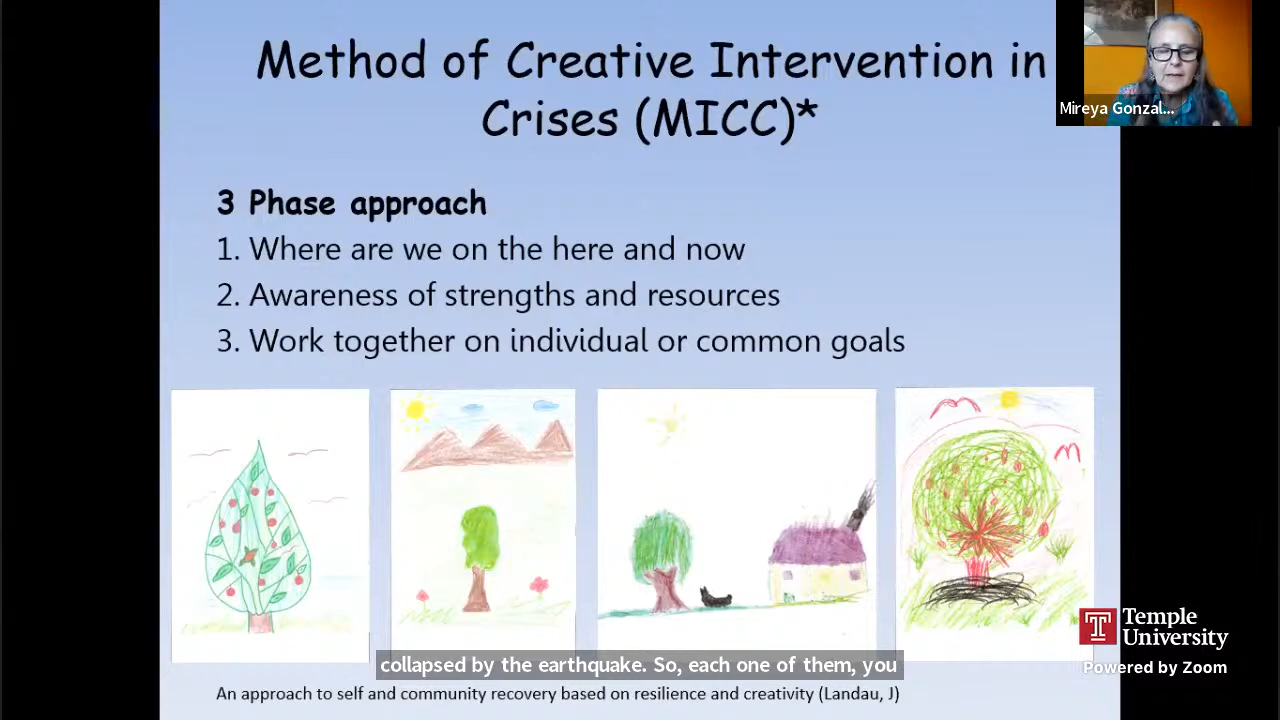 Method of Creative Intervention in
Crises (MICC)*
Mireya Gonzal...
3 Phase approach
1. Where are we on the here and now
2. Awareness of strengths and resources
3. Work together on individual or common goals
Temple
University
Powered by Zoom
collapsed by the earthquake. So, each one of them, you
An approach to self and community recovery based on resilience and creativity (Landau, J)